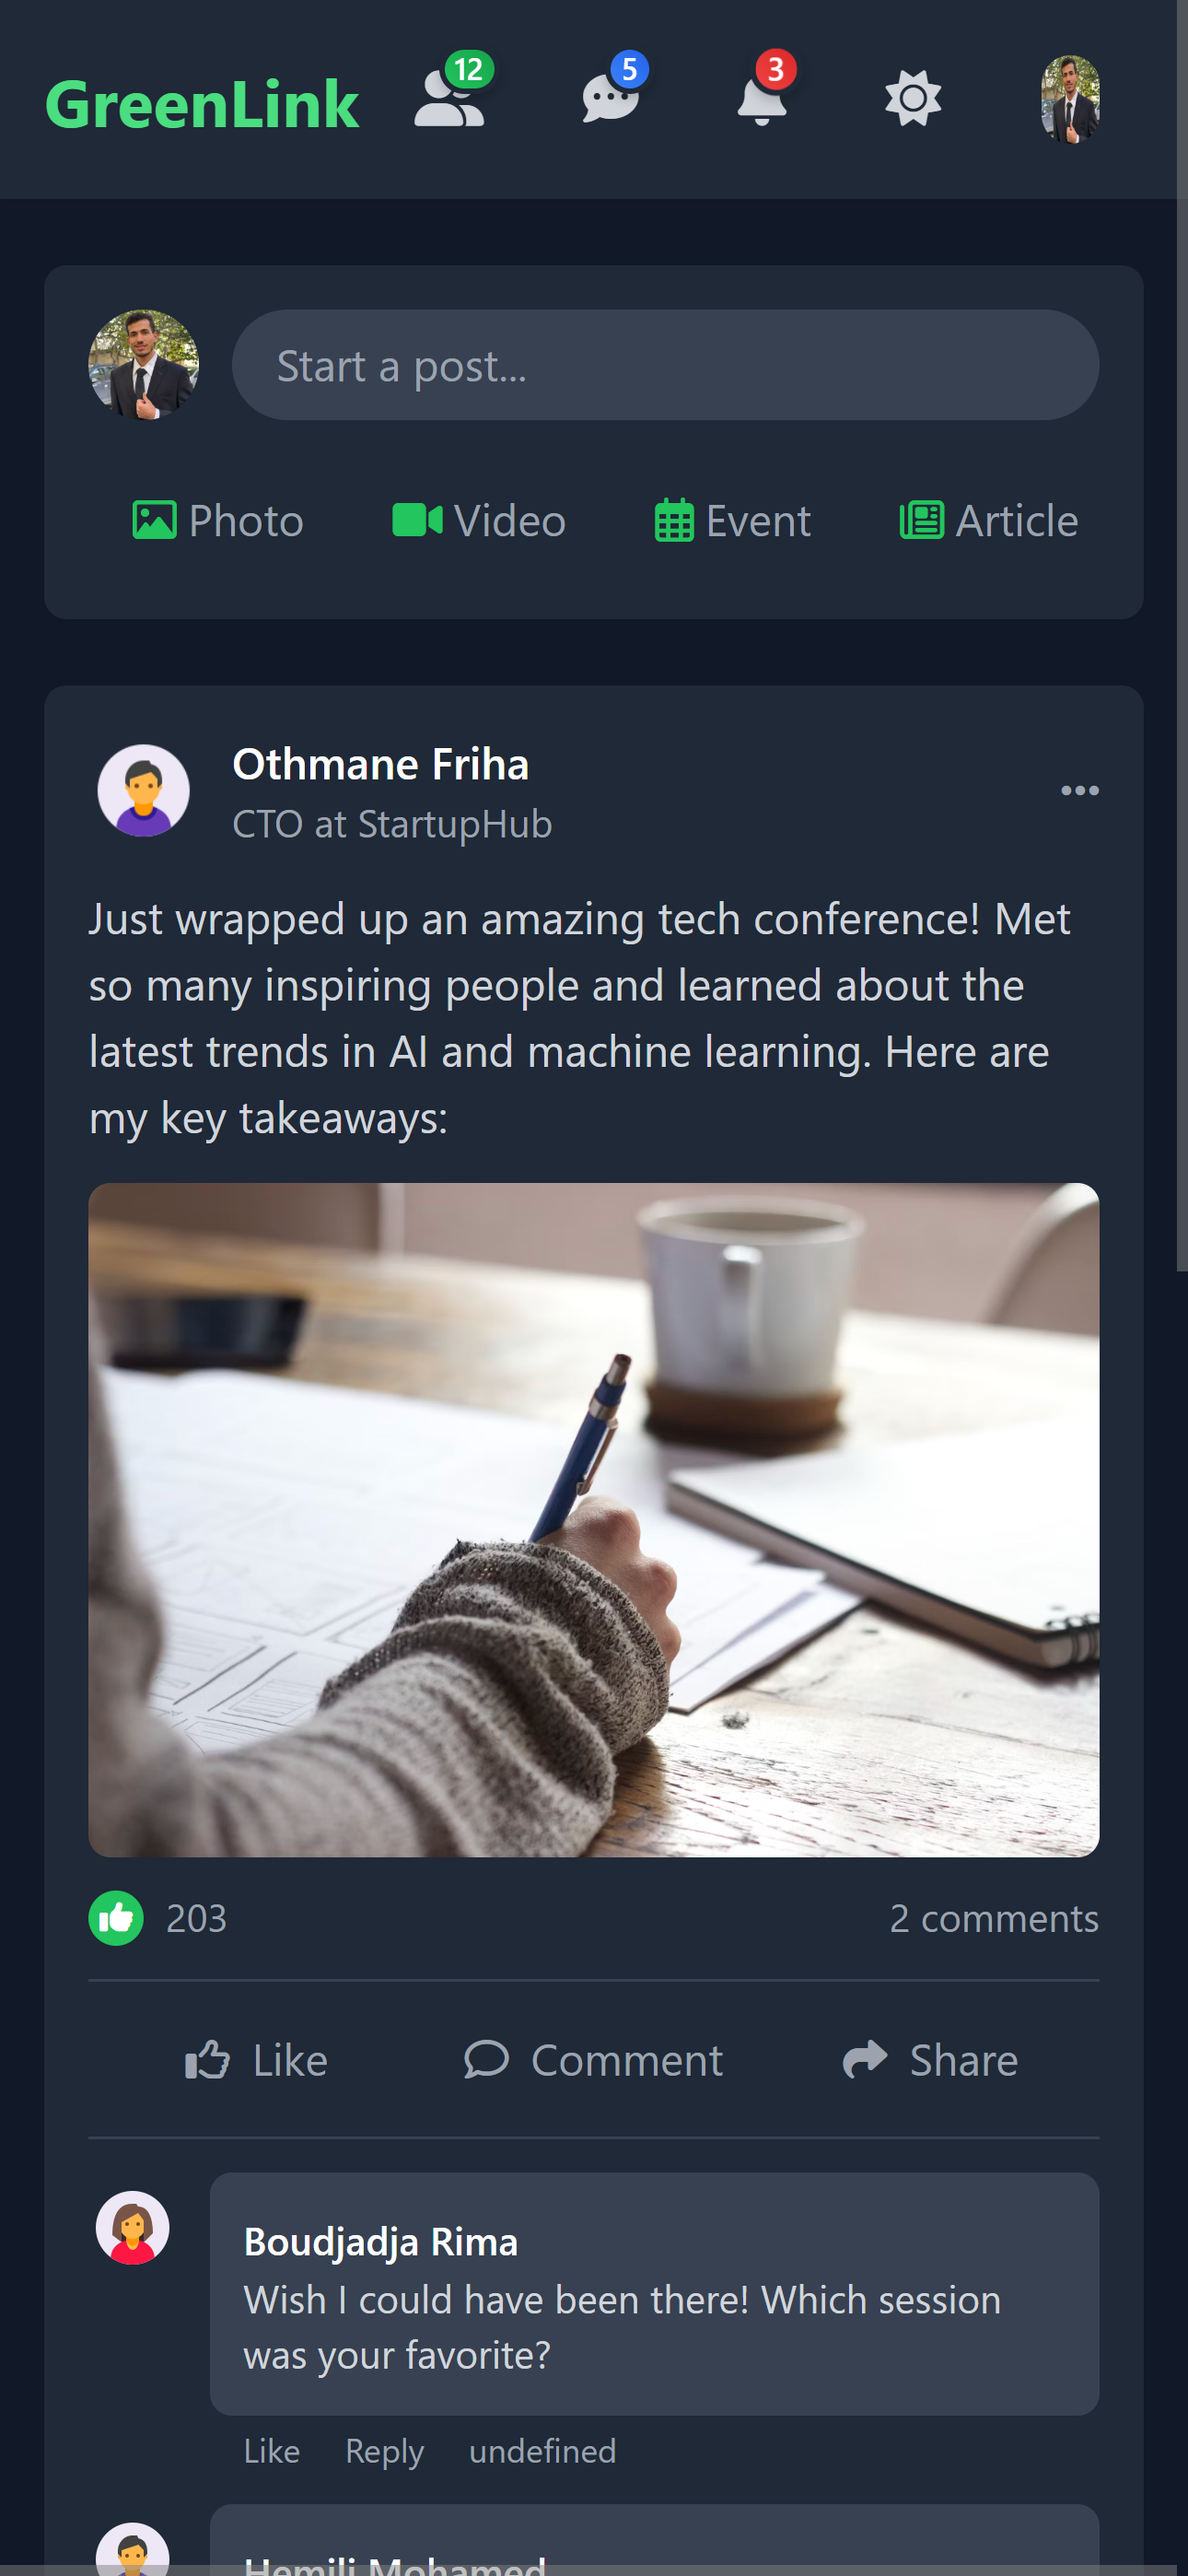 GreenLink
12
5
3
Start a post...
Photo
Video
Event
Article
Othmane Friha
CTO at StartupHub
Just wrapped up an amazing tech conference! Met
so many inspiring people and learned about the
latest trends in AI and machine learning. Here are
my key takeaways:
203
2 comments
Like
Comment
Share
Boudjadja Rima
Wish I could have been there! Which session
was your favorite?
Like
Reply
undefined
Hemili Mohamed